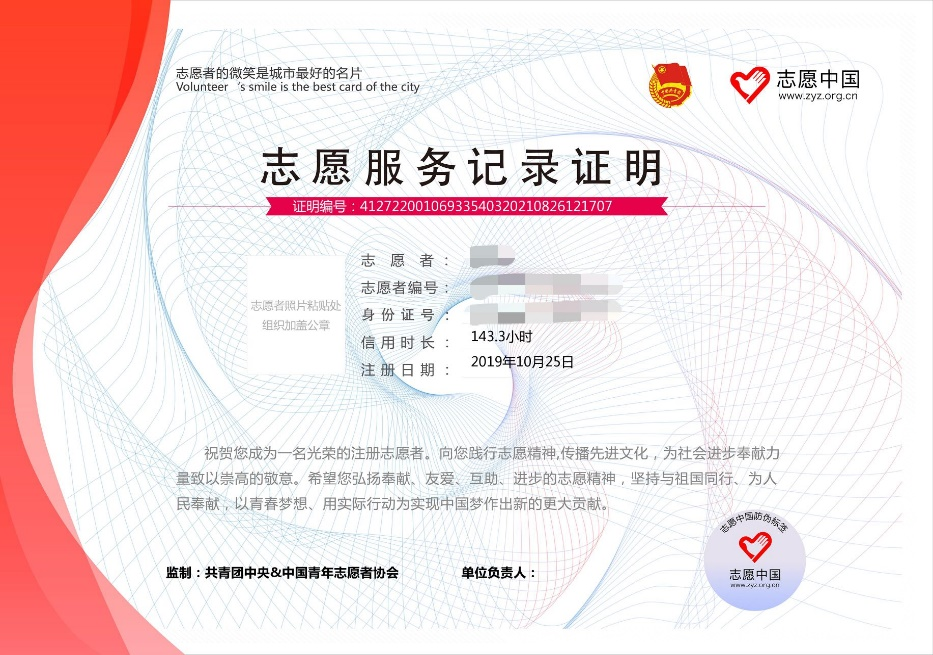 志愿者的微笑是城市最好的名片
Volunteer ‘s smile is the best card of the city
志愿中国
www.zyz.org.cn
志愿服务记录证明
证明编号：41272200106933540320210826121707
志愿者照片粘贴处
组织加盖公章
志 愿 者：
志愿者编号：
身份证号：
信用时长：143.3小时
注册日期：2019年10月25日
祝贺您成为一名光荣的注册志愿者。向您践行志愿精神,传播先进文化，为社会进步奉献力
量致以崇高的敬意。希望您弘扬奉献、友爱、互助、进步的志愿精神，坚持与祖国同行、为人
民奉献，以青春梦想、用实际行动为实现中国梦作出新的更大贡献。
志愿中国防伪标签
志愿中国
www.zyz.org.cn
监制：共青团中央&中国青年志愿者协会
单位负责人：